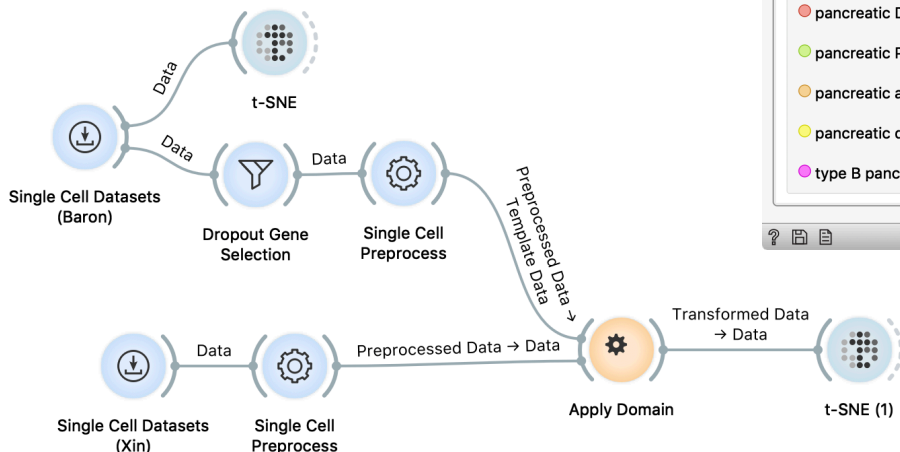 Data
t-SNE
Single Cell Datasets
(Baron)
Data
Dropout Gene
Selection
Data
Single Cell
Preprocess
Preprocessed Data →
Template Data
Single Cell Datasets
(Xin)
Data
Single Cell
Preprocess
Preprocessed Data → Data
Apply Domain
Transformed Data
→ Data
t-SNE (1)
pancreatic D
pancreatic P
pancreatic a
pancreatic
type B panc
?